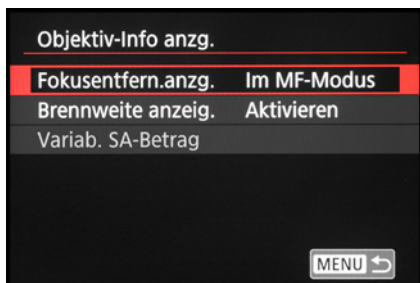 Objektiv-Info anzg.
Fokusentfern.anzg. Im MF-Modus
Brennweite anzeig. Aktivieren
Variab. SA-Betrag
MENU